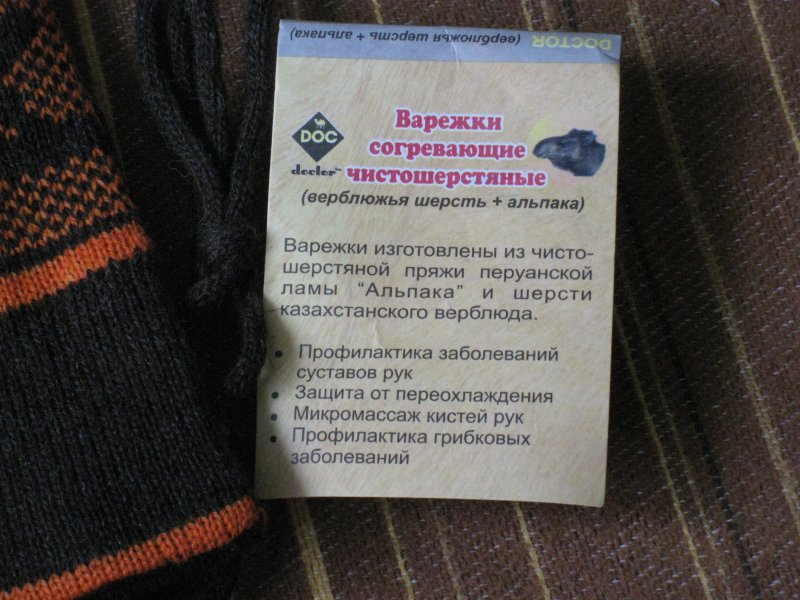 DOCTOR (верблюжья шерсть + альпака)
DOC
doctor™
Варежки
согревающие
чистошерстяные
(верблюжья шерсть + альпака)
Варежки изготовлены из чисто-
шерстяной пряжи перуанской
ламы “Альпака” и шерсти
казахстанского верблюда.
• Профилактика заболеваний
суставов рук
• Защита от переохлаждения
• Микромассаж кистей рук
• Профилактика грибковых
заболеваний